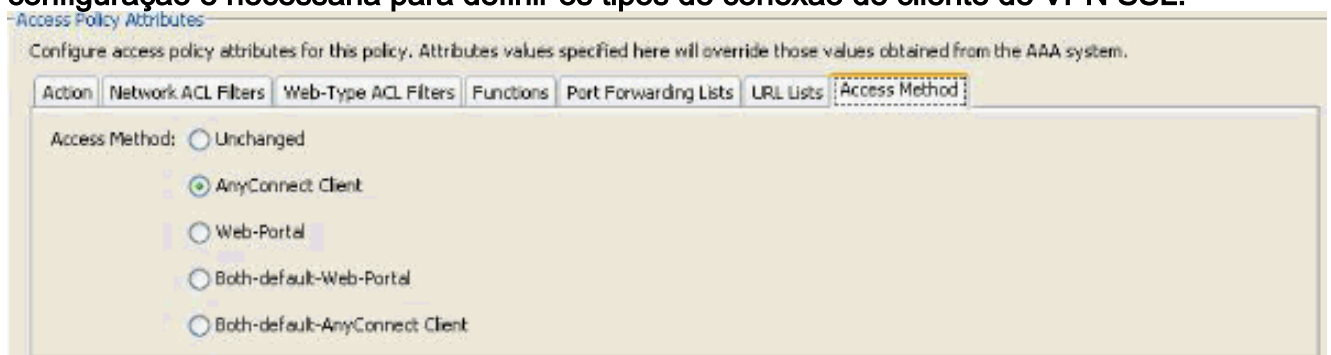 configuração é necessária para definir os tipos de conexão do cliente do VPN SSL.
Access Policy Attributes
Configure access policy attributes for this policy. Attributes values specified here will override those values obtained from the AAA system.
Action Network ACL Filters Web-Type ACL Filters Functions Port Forwarding Lists URL Lists Access Method
Access Method: Unchanged
AnyConnect Client
Web-Portal
Both-default-Web-Portal
Both-default-AnyConnect Client